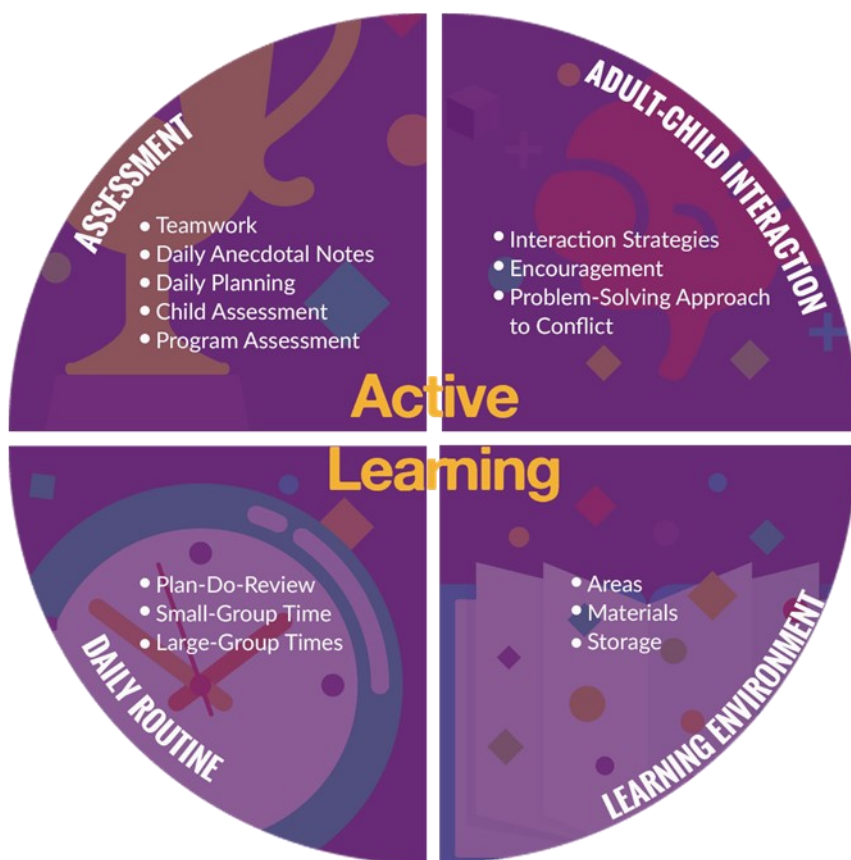 ASSESSMENT
• Teamwork
• Daily Anecdotal Notes
• Daily Planning
• Child Assessment
• Program Assessment
ADULT-CHILD INTERACTION
• Interaction Strategies
• Encouragement
• Problem-Solving Approach
to Conflict
Active
Learning
DAILY ROUTINE
• Plan-Do-Review
• Small-Group Time
• Large-Group Times
LEARNING ENVIRONMENT
• Areas
• Materials
• Storage